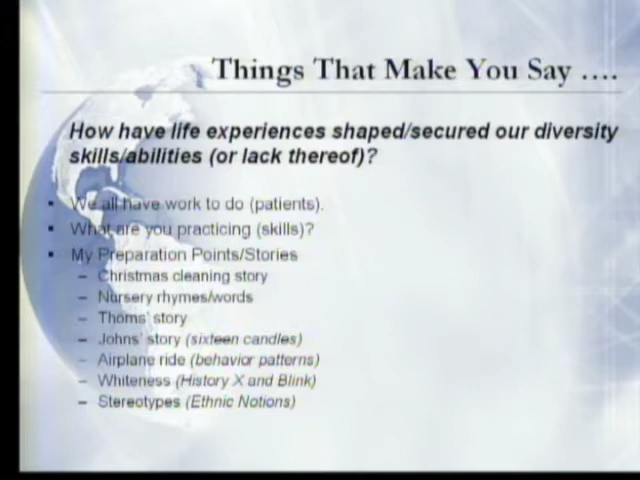 Things That Make You Say ....
How have life experiences shaped/secured our diversity
skills/abilities (or lack thereof)?
▪ We all have work to do (patients).
▪ What are you practicing (skills)?
▪ My Preparation Points/Stories
– Christmas cleaning story
– Nursery rhymes/words
– Thoms' story
– Johns' story (sixteen candles)
– Airplane ride (behavior patterns)
– Whiteness (History X and Blink)
– Stereotypes (Ethnic Notions)